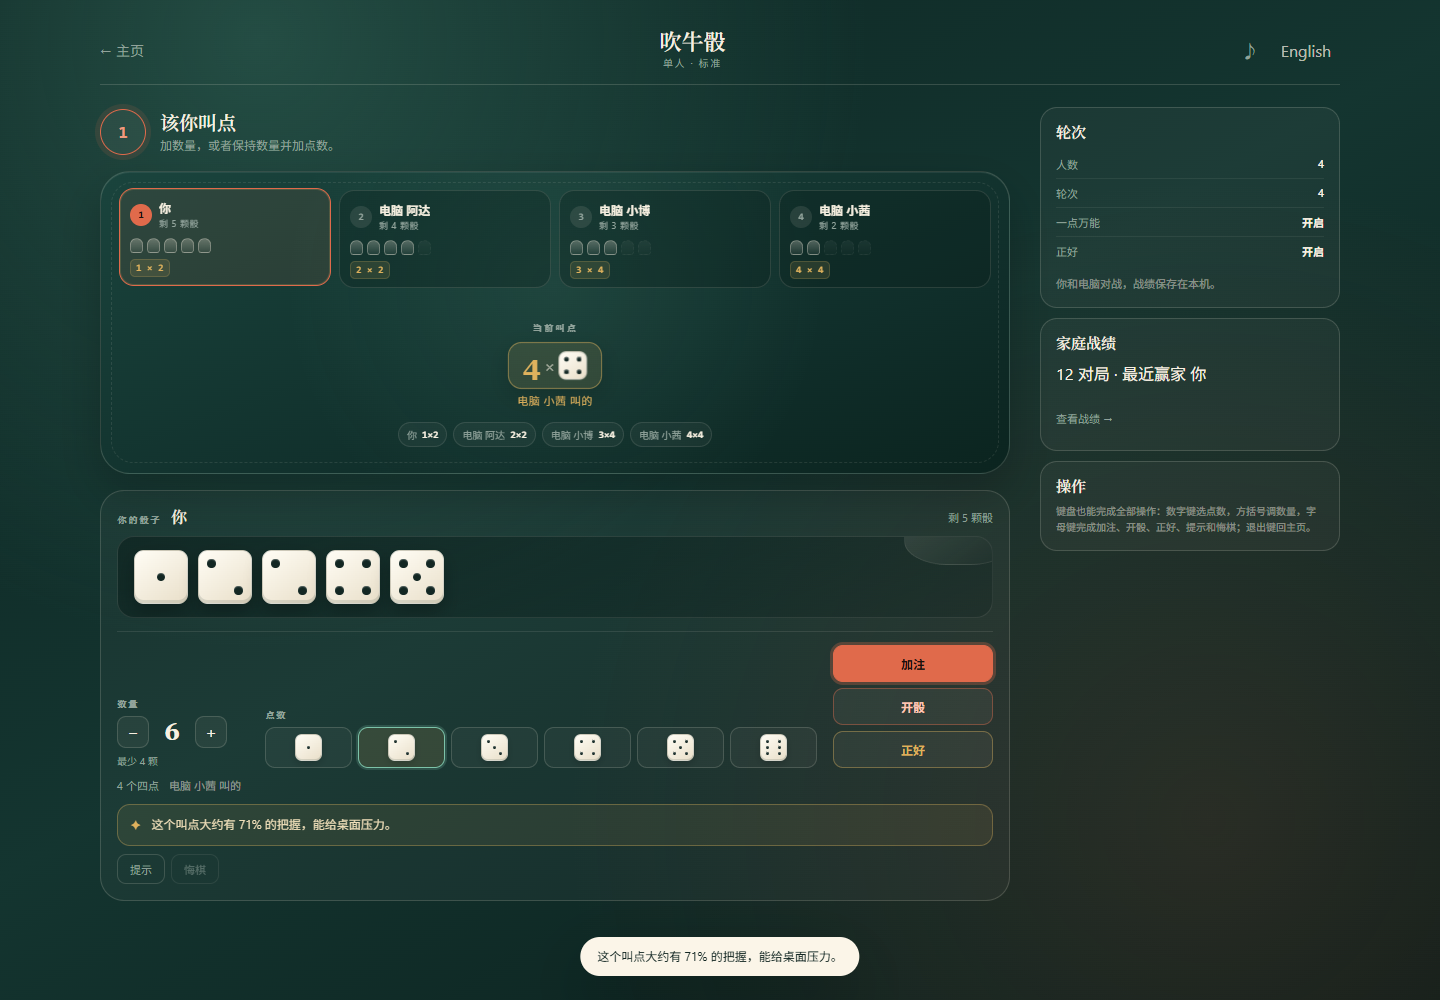 ← 主页
吹牛骰
单人 · 标准
♪
English
1
该你叫点
加数量，或者保持数量并加点数。
1
你
剩 5 颗骰
1 × 2
2
电脑 阿达
剩 4 颗骰
2 × 2
3
电脑 小博
剩 3 颗骰
3 × 4
4
电脑 小茜
剩 2 颗骰
4 × 4
当前叫点
4 ×
电脑 小茜 叫的
你 1×2
电脑 阿达 2×2
电脑 小博 3×4
电脑 小茜 4×4
你的骰子 你
剩 5 颗骰
数量
− 6 +
最少 4 颗
点数
加注
开骰
正好
4 个四点 电脑 小茜 叫的
✦ 这个叫点大约有 71% 的把握，能给桌面压力。
提示
悔棋
轮次
人数 4
轮次 4
一点万能 开启
正好 开启
你和电脑对战，战绩保存在本机。
家庭战绩
12 对局 · 最近赢家 你
查看战绩 →
操作
键盘也能完成全部操作：数字键选点数，方括号调数量，字
母键完成加注、开骰、正好、提示和悔棋；退出键回主页。
这个叫点大约有 71% 的把握，能给桌面压力。